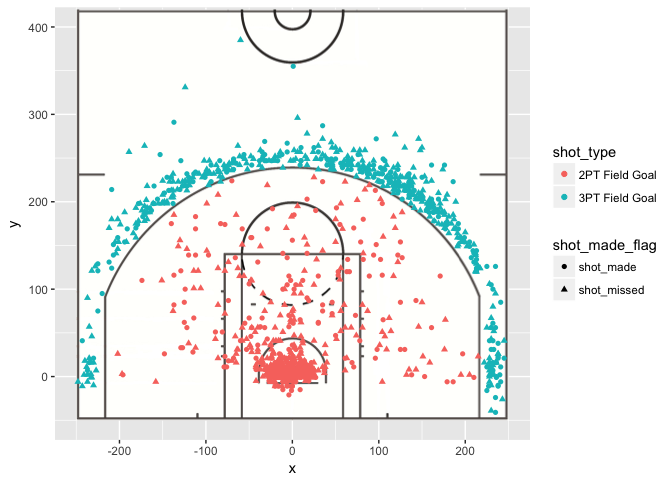 400
300
200
100
0
y
-200
-100
0
100
200
x
shot_type
2PT Field Goal
3PT Field Goal
shot_made_flag
shot_made
shot_missed